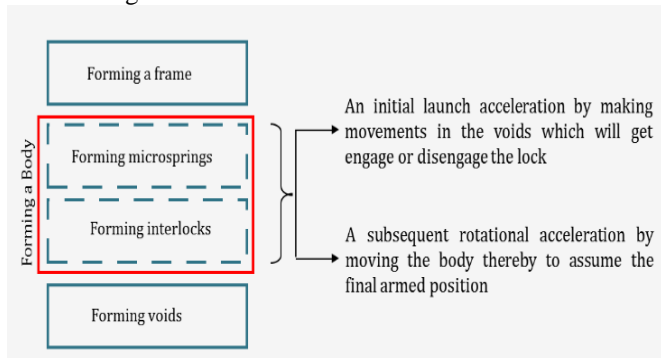 Forming a frame
Forming a Body
Forming microsprings
Forming interlocks
Forming voids
An initial launch acceleration by making
movements in the voids which will get
engage or disengage the lock
A subsequent rotational acceleration by
moving the body thereby to assume the
final armed position